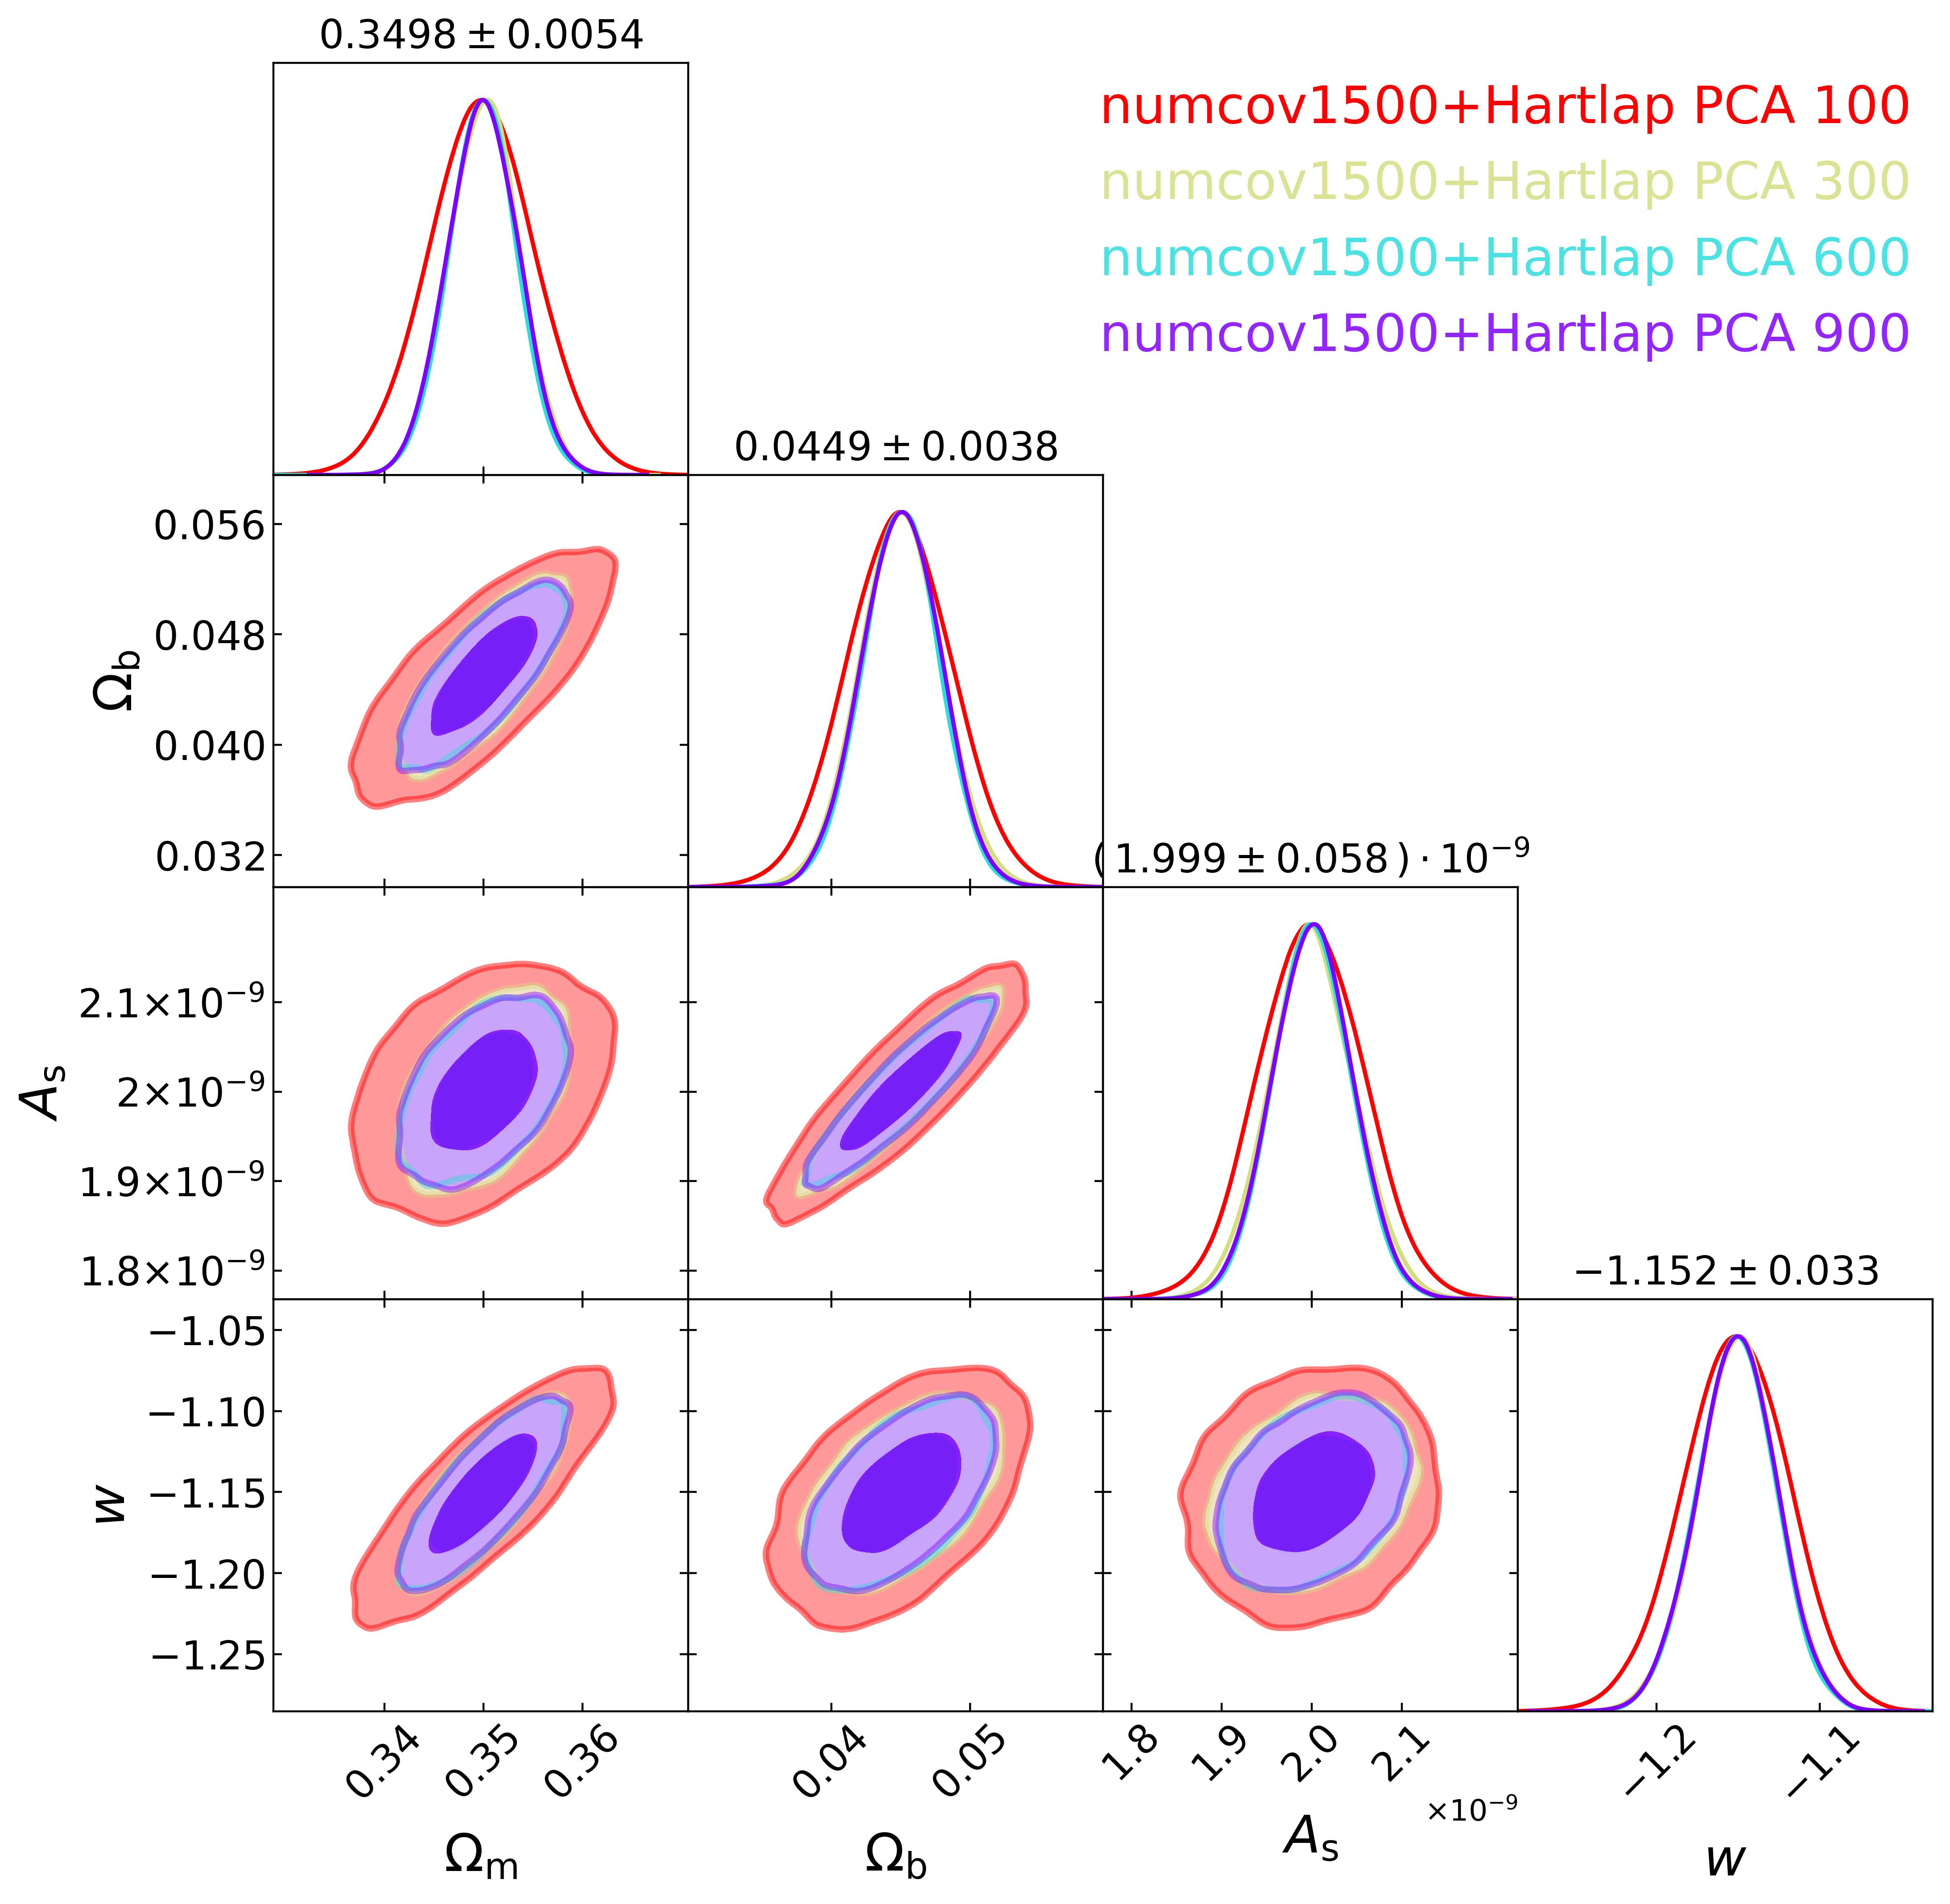 0.3498 ± 0.0054
numcov1500+Hartlap PCA 100
numcov1500+Hartlap PCA 300
numcov1500+Hartlap PCA 600
numcov1500+Hartlap PCA 900
0.0449 ± 0.0038
0.056
0.048
0.040
0.032
Ω_b
(1.999 ± 0.058) · 10⁻⁹
2.1×10⁻⁹
2×10⁻⁹
1.9×10⁻⁹
1.8×10⁻⁹
A_s
−1.152 ± 0.033
−1.05
−1.10
−1.15
−1.20
−1.25
w
0.34 0.35 0.36 0.04 0.05 1.8 1.9 2.0 2.1 −1.2 −1.1
×10⁻⁹
Ω_m Ω_b A_s w